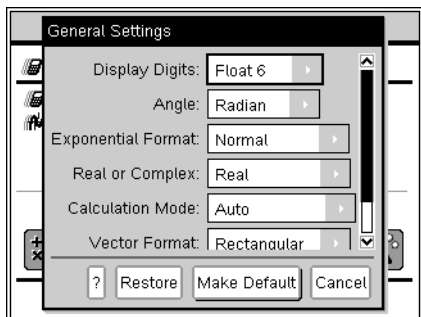 General Settings
Display Digits: Float 6
Angle: Radian
Exponential Format: Normal
Real or Complex: Real
Calculation Mode: Auto
Vector Format: Rectangular
? Restore Make Default Cancel